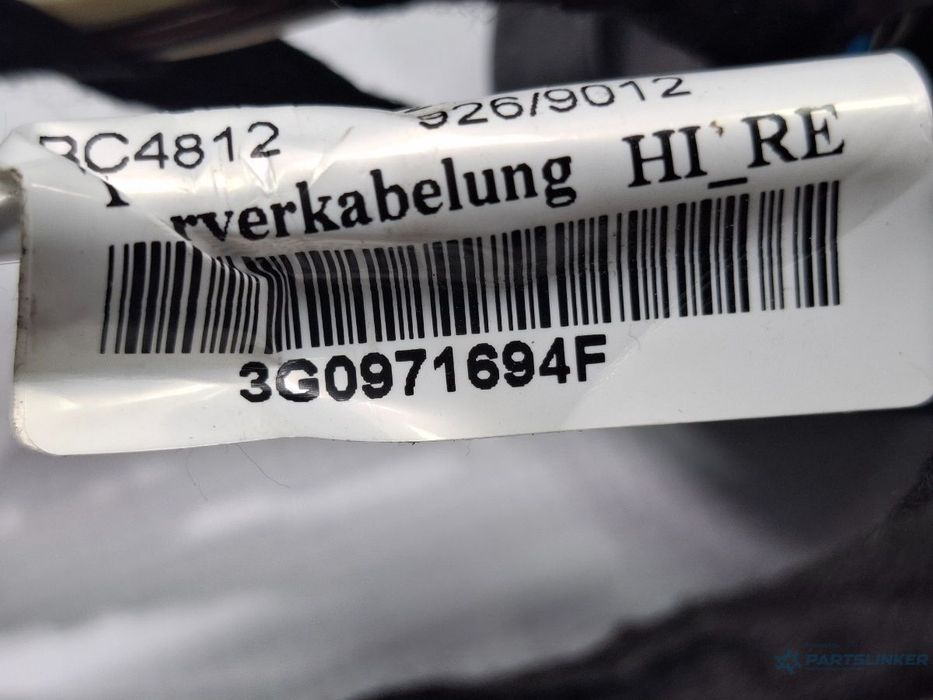 BC4812 926/9012
rverkabelung HI_RE
3G0971694F
PARTSLINKER